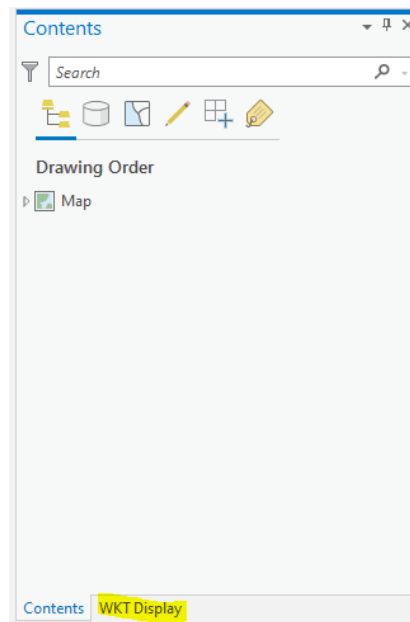 Contents
Search
Drawing Order
Map
Contents WKT Display